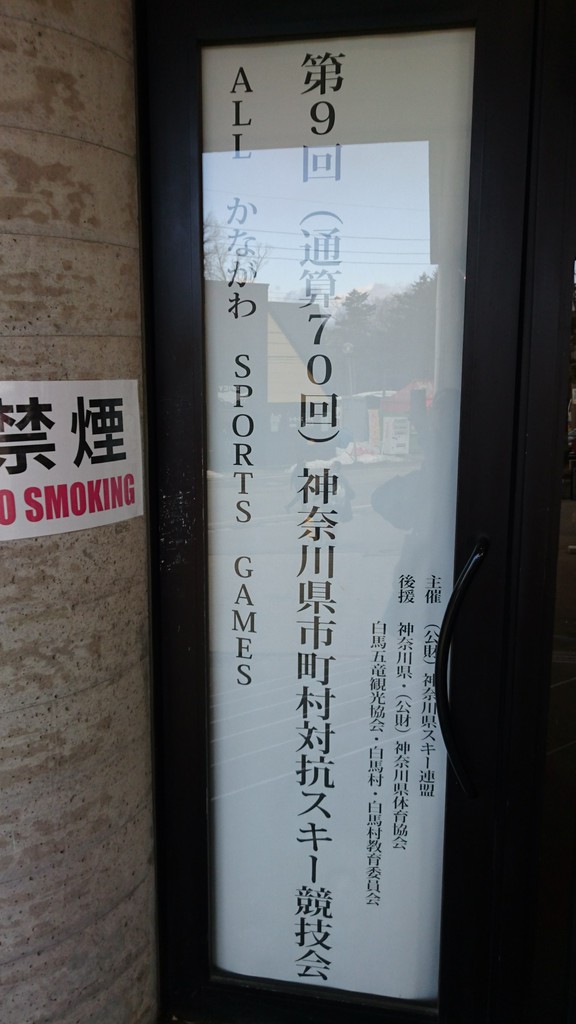 主催 (公財)神奈川県スキー連盟
後援 神奈川県・(公財)神奈川県体育協会
白馬五竜観光協会・白馬村・白馬村教育委員会
第9回(通算70回)神奈川県市町村対抗スキー競技会
ALL かながわ SPORTS GAMES
禁煙
O SMOKING